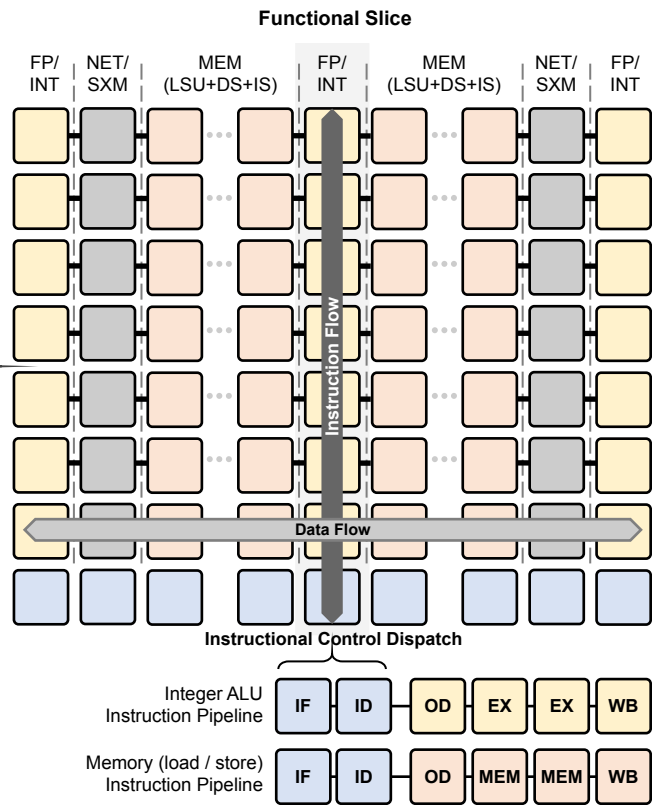 Functional Slice
FP/ NET/ MEM FP/ MEM NET/ FP/
INT SXM (LSU+DS+IS) INT (LSU+DS+IS) SXM INT
Instruction Flow
Data Flow
Instructional Control Dispatch
Integer ALU
Instruction Pipeline
IF ID OD EX EX WB
Memory (load / store)
Instruction Pipeline
IF ID OD MEM MEM WB